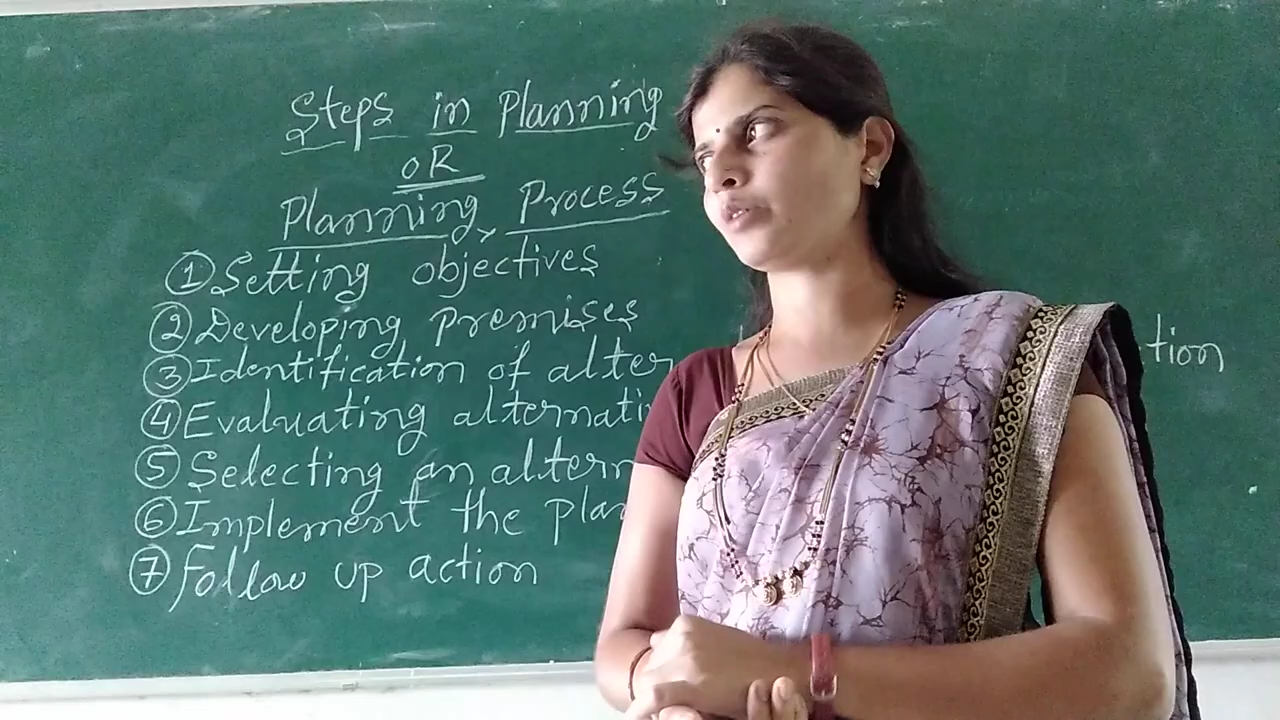 Steps in Planning
OR
Planning Process
① Setting objectives
② Developing premises
③ Identification of alter tion
④ Evaluating alternati
⑤ Selecting an altern
⑥ Implement the plan
⑦ Follow up action